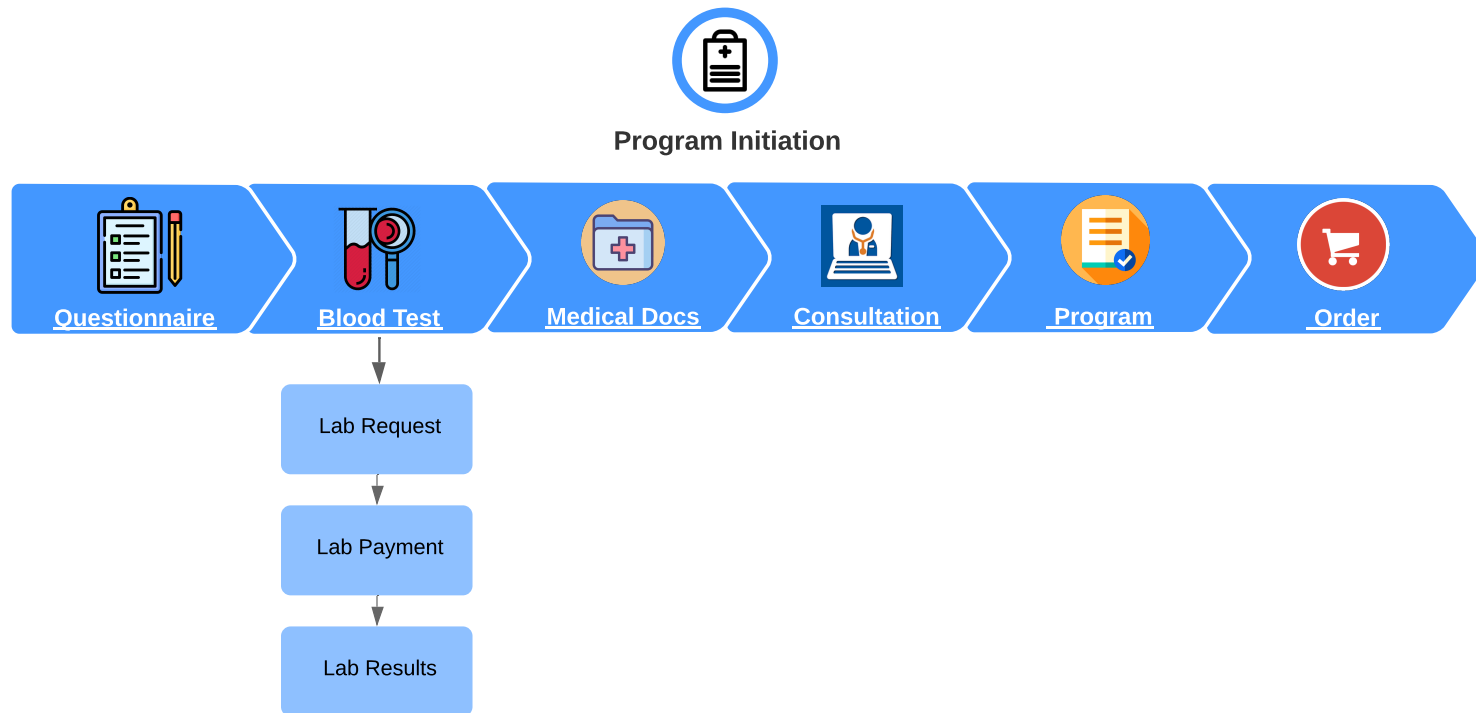 Program Initiation
Questionnaire
Blood Test
Medical Docs
Consultation
Program
Order
Lab Request
Lab Payment
Lab Results